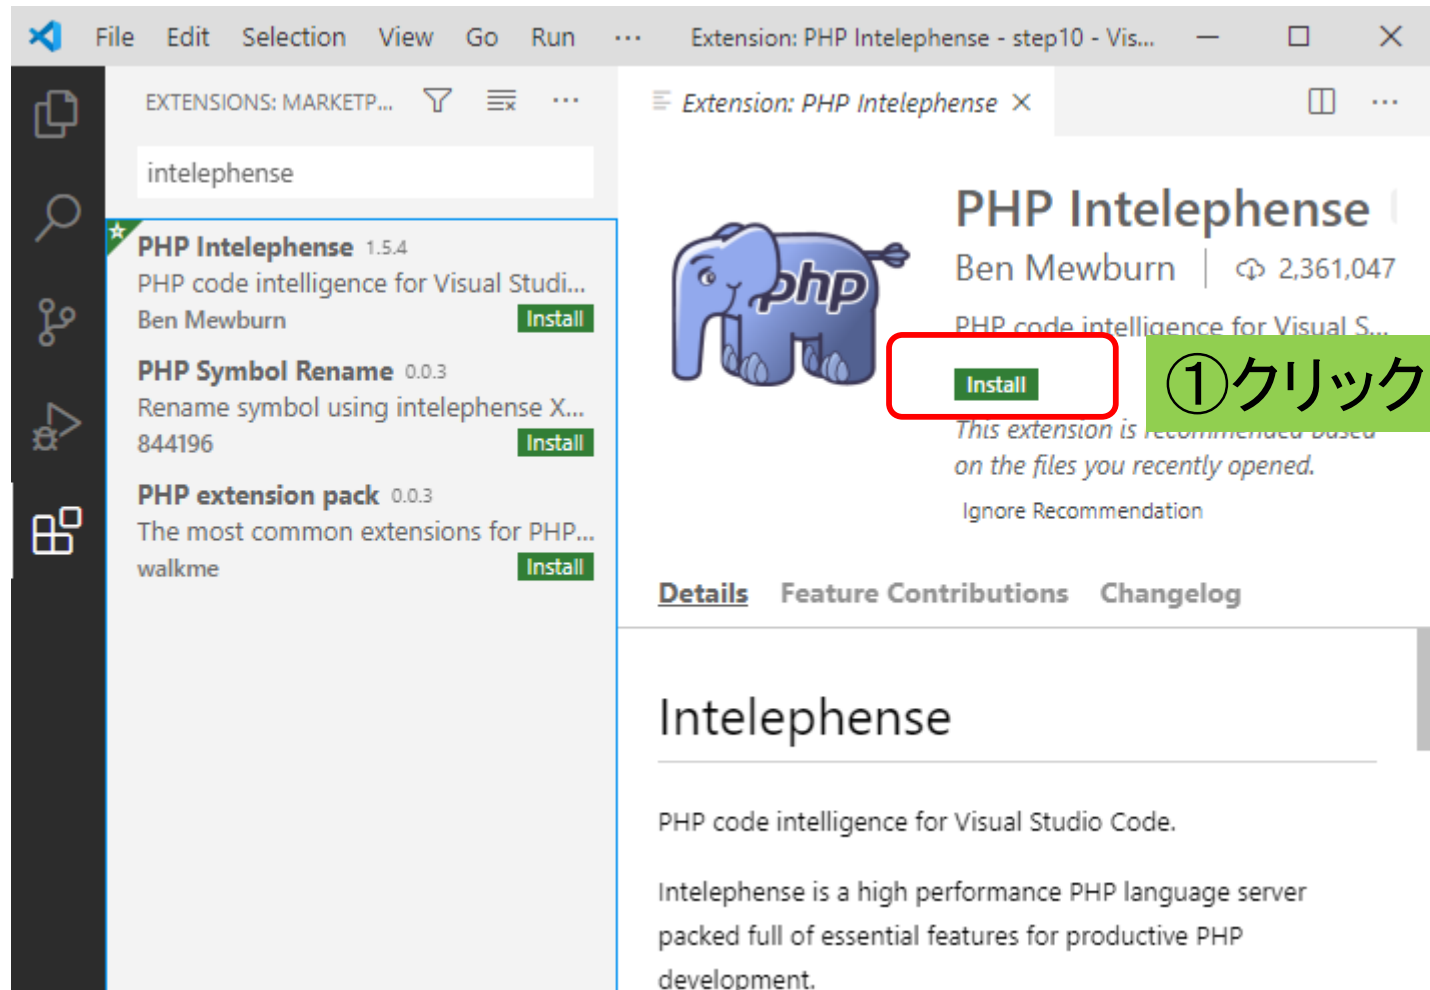 File Edit Selection View Go Run ··· Extension: PHP Intelephense - step10 - Vis...
EXTENSIONS: MARKETP...
intelephense
PHP Intelephense 1.5.4
PHP code intelligence for Visual Studi...
Ben Mewburn Install
PHP Symbol Rename 0.0.3
Rename symbol using intelephense X...
844196 Install
PHP extension pack 0.0.3
The most common extensions for PHP...
walkme Install
Extension: PHP Intelephense
php
PHP Intelephense
Ben Mewburn 2,361,047
PHP code intelligence for Visual S...
Install
①クリック
This extension is recommended based
on the files you recently opened.
Ignore Recommendation
Details Feature Contributions Changelog
Intelephense
PHP code intelligence for Visual Studio Code.
Intelephense is a high performance PHP language server
packed full of essential features for productive PHP
development.